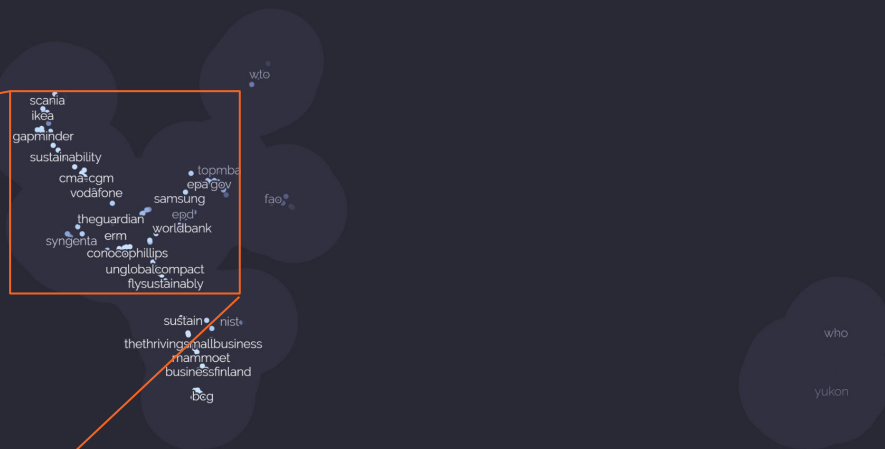 wto
scania
ikea
gapminder
sustainability
cma-cgm
topmba
epa gov
vodafone
samsung
fao
theguardian
epd
worldbank
syngenta
erm
conocophillips
unglobalcompact
flysustainably
sustain
nist
thethrivingsmallbusiness
mammoet
businessfinland
bcg
who
yukon